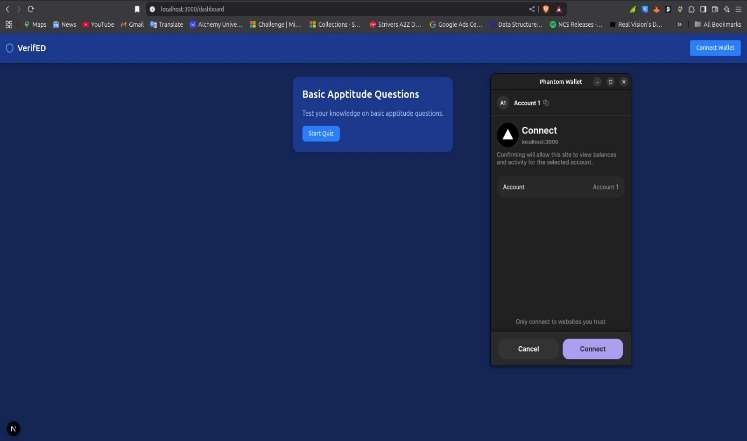 localhost:3000/dashboard
Maps
News
YouTube
Gmail
Translate
Alchemy Unive...
Challenge | Mi...
Collections - S...
Strivers A2Z D...
Google Ads Ce...
Data Structure...
NCS Releases -...
Real Vision's D...
»
All Bookmarks
VerifED
Connect Wallet
Basic Apptitude Questions
Test your knowledge on basic apptitude questions.
Start Quiz
Phantom Wallet
A1 Account 1
Connect
localhost:3000
Confirming will allow this site to view balances
and activity for the selected account.
Account Account 1
Only connect to websites you trust
Cancel Connect
N